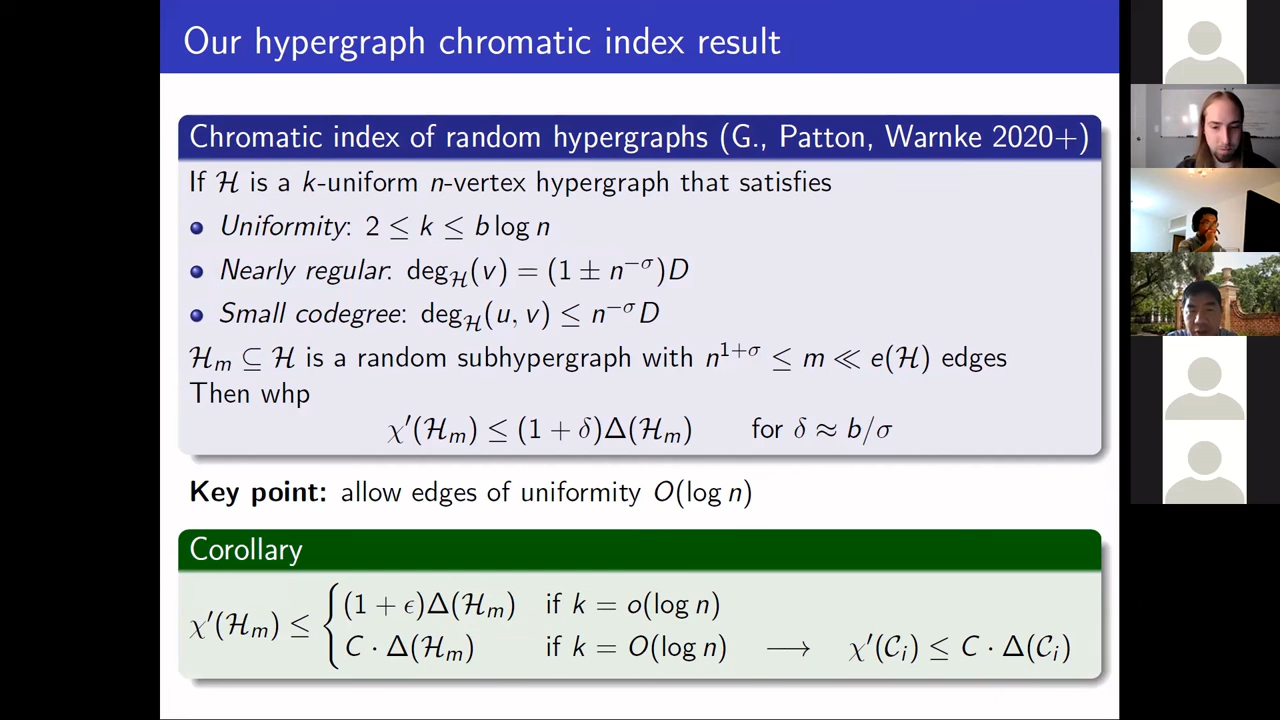 Our hypergraph chromatic index result
Chromatic index of random hypergraphs (G., Patton, Warnke 2020+)
If ℋ is a k-uniform n-vertex hypergraph that satisfies
• Uniformity: 2 ≤ k ≤ b log n
• Nearly regular: deg_ℋ(v) = (1 ± n^{−σ})D
• Small codegree: deg_ℋ(u, v) ≤ n^{−σ}D
ℋ_m ⊆ ℋ is a random subhypergraph with n^{1+σ} ≤ m ≪ e(ℋ) edges
Then whp
χ′(ℋ_m) ≤ (1 + δ)Δ(ℋ_m) for δ ≈ b/σ
Key point: allow edges of uniformity O(log n)
Corollary
χ′(ℋ_m) ≤ { (1 + ϵ)Δ(ℋ_m) if k = o(log n)
C · Δ(ℋ_m) if k = O(log n) ⟶ χ′(𝒞_i) ≤ C · Δ(𝒞_i)